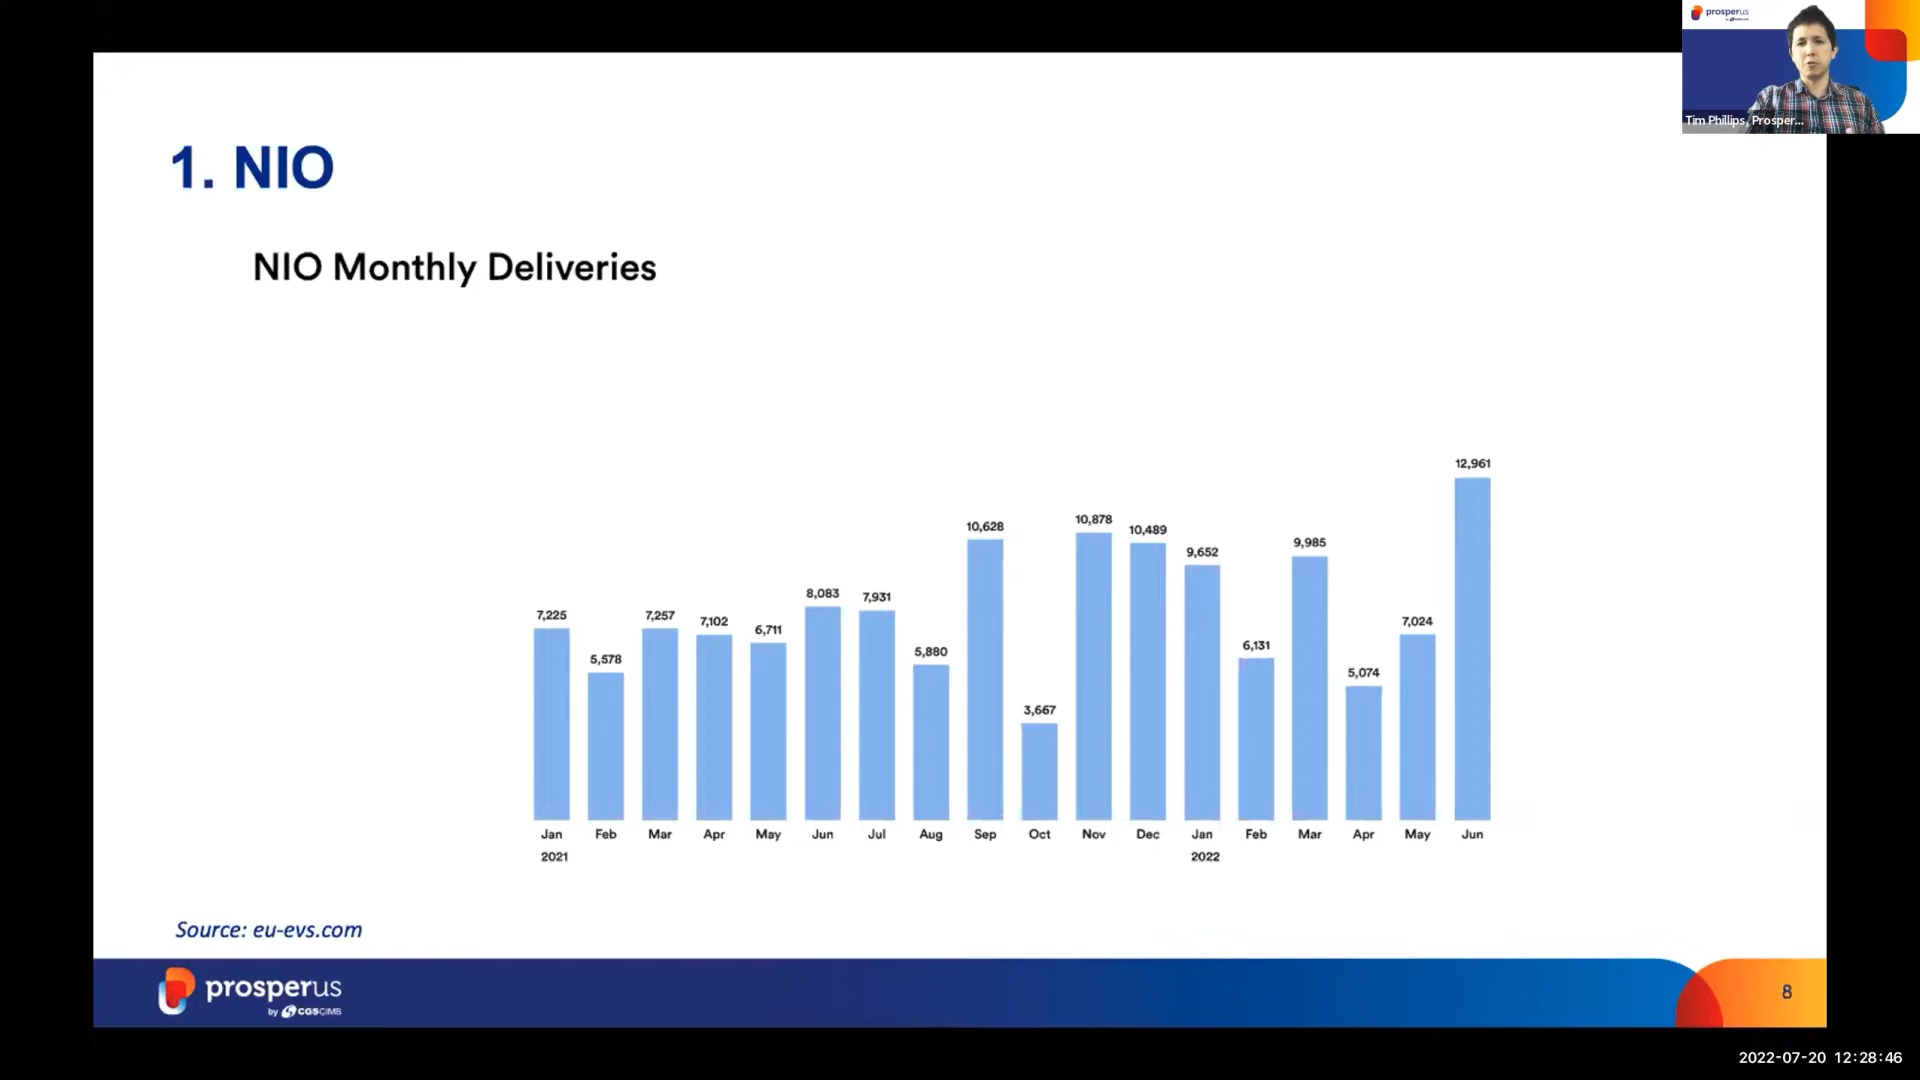 prosperus
Tim Phillips, Prosper...
1. NIO
NIO Monthly Deliveries
12,961
10,628
10,878
10,489
9,985
9,652
8,083
7,931
7,225
7,257
7,102
7,024
6,711
6,131
5,880
5,578
5,074
3,667
Jan Feb Mar Apr May Jun Jul Aug Sep Oct Nov Dec Jan Feb Mar Apr May Jun
2021 2022
Source: eu-evs.com
prosperus
by CGSCIMB
8
2022-07-20 12:28:46